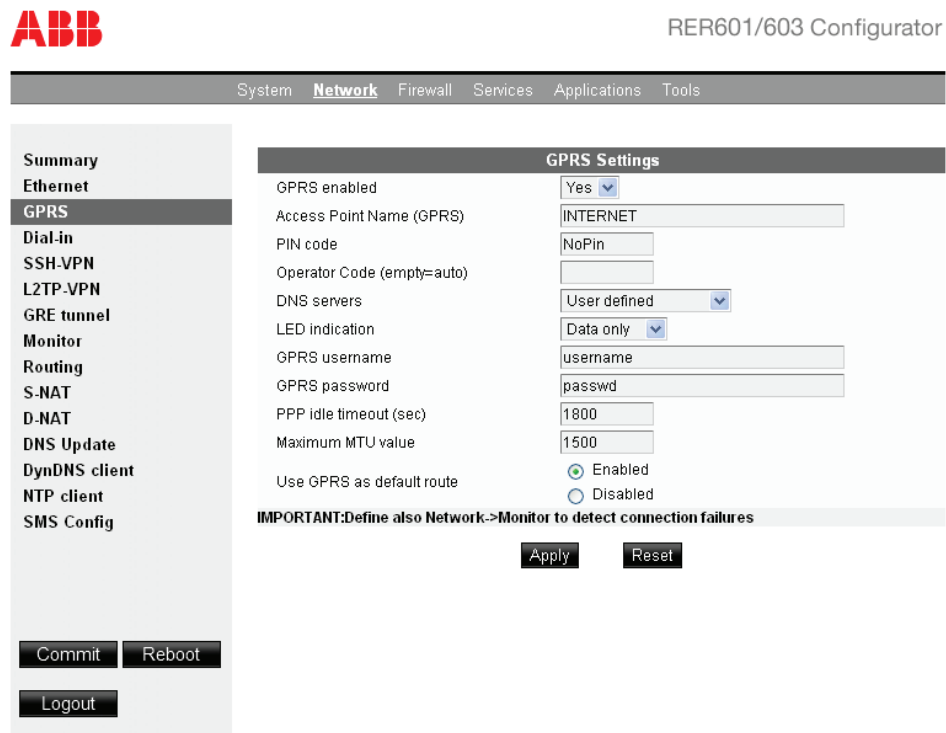 ABB
RER601/603 Configurator
System Network Firewall Services Applications Tools
Summary
Ethernet
GPRS
Dial-in
SSH-VPN
L2TP-VPN
GRE tunnel
Monitor
Routing
S-NAT
D-NAT
DNS Update
DynDNS client
NTP client
SMS Config
Commit Reboot
Logout
GPRS Settings
GPRS enabled Yes
Access Point Name (GPRS) INTERNET
PIN code NoPin
Operator Code (empty=auto)
DNS servers User defined
LED indication Data only
GPRS username username
GPRS password passwd
PPP idle timeout (sec) 1800
Maximum MTU value 1500
Use GPRS as default route Enabled
Disabled
IMPORTANT:Define also Network->Monitor to detect connection failures
Apply Reset